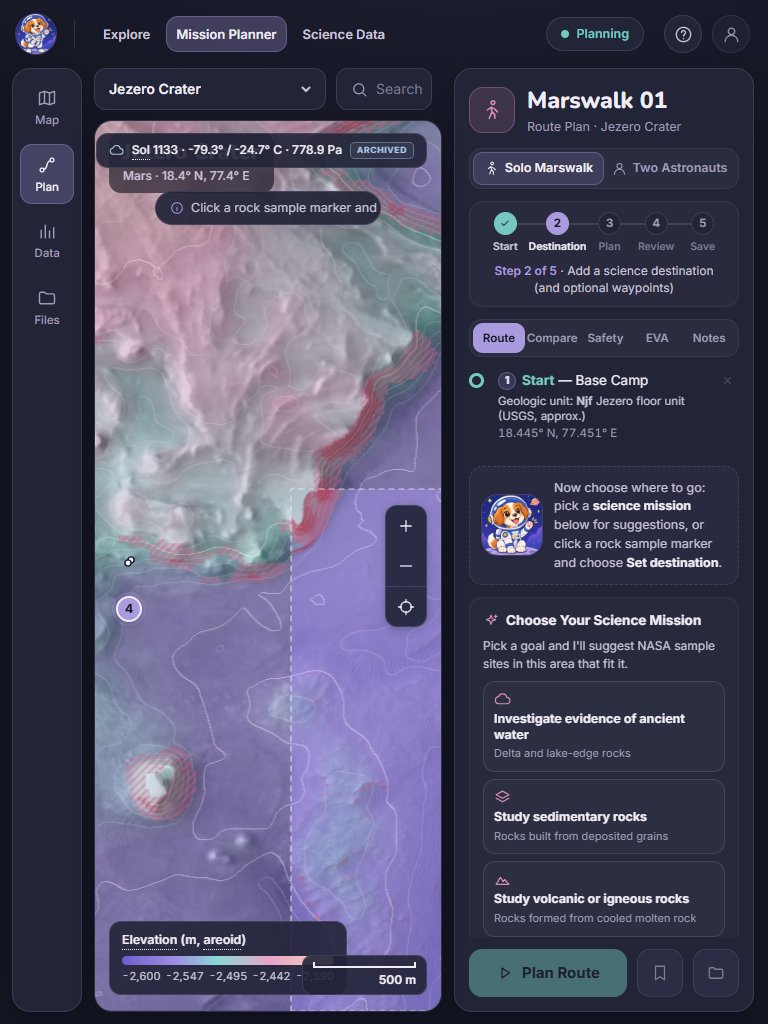 Explore
Mission Planner
Science Data
Planning
Map
Plan
Data
Files
Jezero Crater
Search
Sol 1133 · -79.3° / -24.7° C · 778.9 Pa
ARCHIVED
Mars · 18.4° N, 77.4° E
Click a rock sample marker and
4
Elevation (m, areoid)
-2,600 -2,547 -2,495 -2,442 -2,390
500 m
Marswalk 01
Route Plan · Jezero Crater
Solo Marswalk
Two Astronauts
2 3 4 5
Start Destination Plan Review Save
Step 2 of 5 · Add a science destination
(and optional waypoints)
Route Compare Safety EVA Notes
1 Start — Base Camp
Geologic unit: Njf Jezero floor unit
(USGS, approx.)
18.445° N, 77.451° E
Now choose where to go:
pick a science mission
below for suggestions, or
click a rock sample marker
and choose Set destination.
Choose Your Science Mission
Pick a goal and I'll suggest NASA sample
sites in this area that fit it.
Investigate evidence of ancient
water
Delta and lake-edge rocks
Study sedimentary rocks
Rocks built from deposited grains
Study volcanic or igneous rocks
Rocks formed from cooled molten rock
Plan Route